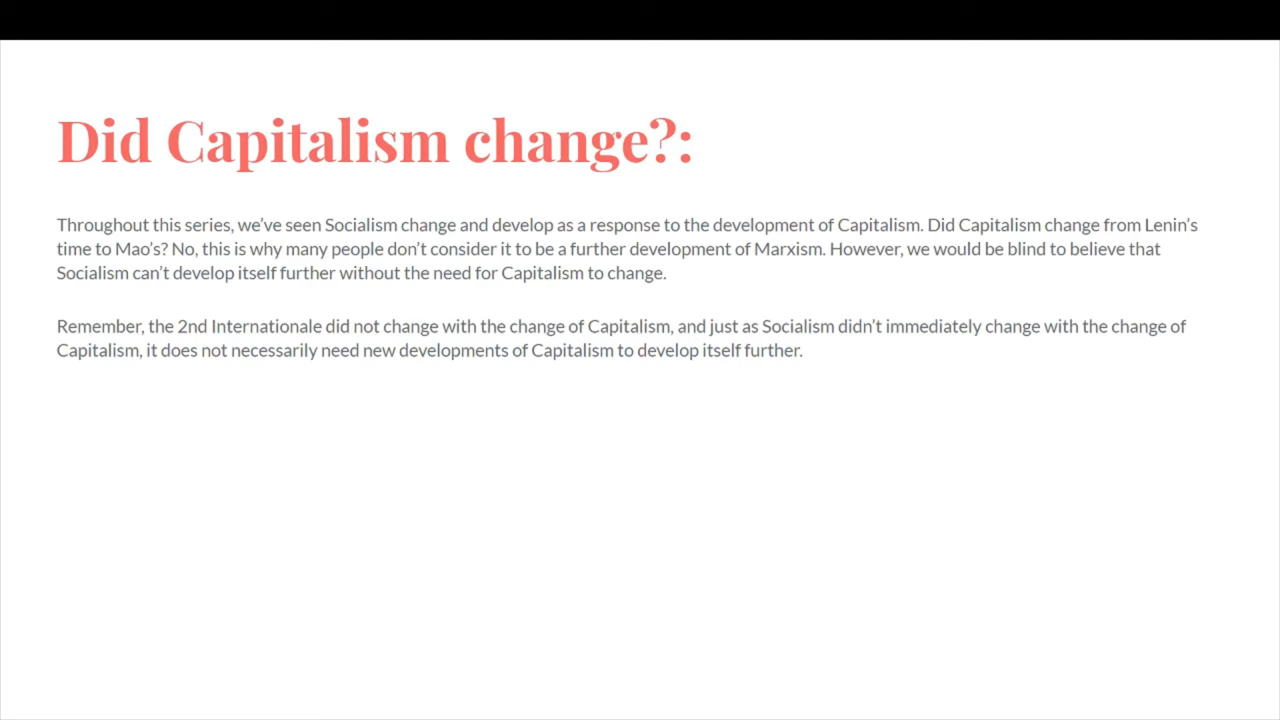 Did Capitalism change?:
Throughout this series, we’ve seen Socialism change and develop as a response to the development of Capitalism. Did Capitalism change from Lenin’s
time to Mao’s? No, this is why many people don’t consider it to be a further development of Marxism. However, we would be blind to believe that
Socialism can’t develop itself further without the need for Capitalism to change.
Remember, the 2nd Internationale did not change with the change of Capitalism, and just as Socialism didn’t immediately change with the change of
Capitalism, it does not necessarily need new developments of Capitalism to develop itself further.